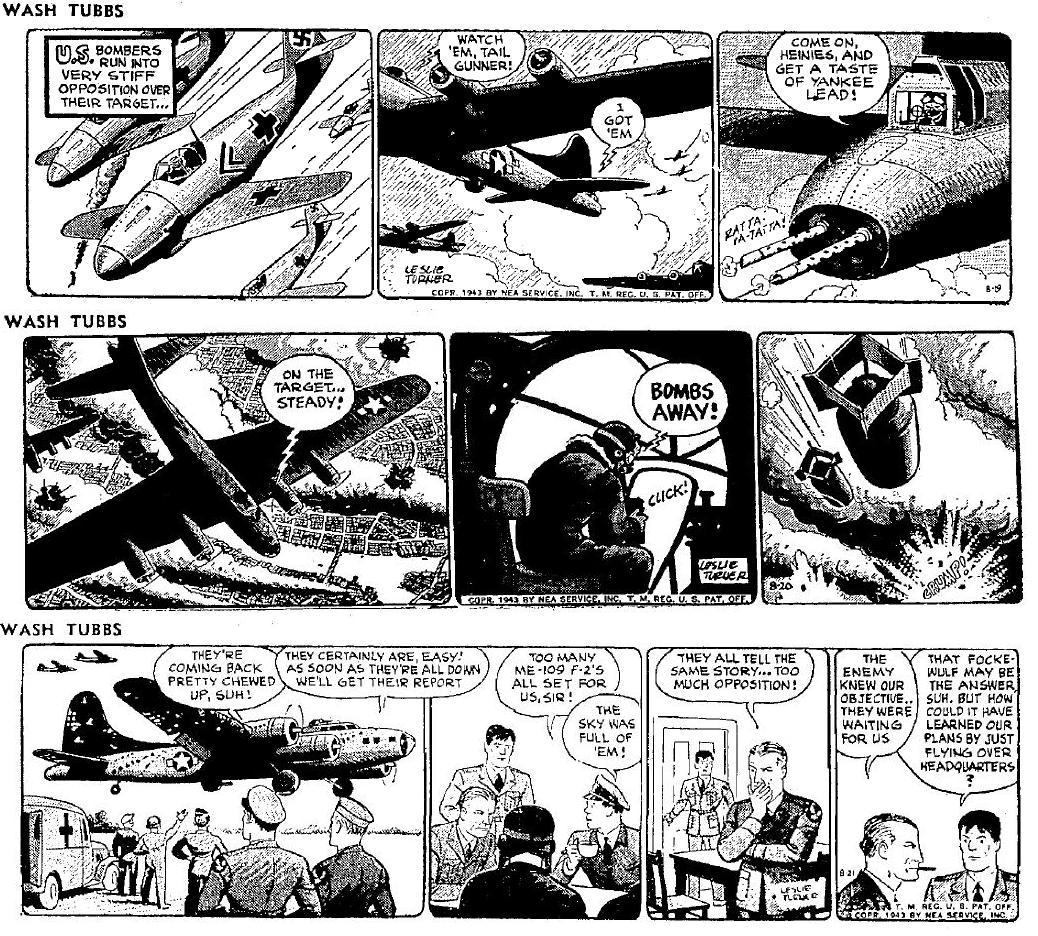 WASH TUBBS
U.S. BOMBERS
RUN INTO
VERY STIFF
OPPOSITION OVER
THEIR TARGET...
WATCH
'EM, TAIL
GUNNER!
I
GOT
'EM
LESLIE
TURNER
COPR. 1943 BY NEA SERVICE, INC. T. M. REG. U. S. PAT. OFF.
COME ON,
HEINIES, AND
GET A TASTE
OF YANKEE
LEAD!
RATTA-
TA-TATTA!
8-19
WASH TUBBS
ON THE
TARGET...
STEADY!
BOMBS
AWAY!
CLICK!
LESLIE
TURNER
COPR. 1943 BY NEA SERVICE, INC. T. M. REG. U. S. PAT. OFF.
8-20
CHUMP!
WASH TUBBS
THEY'RE
COMING BACK
PRETTY CHEWED
UP, SUH!
THEY CERTAINLY ARE, EASY!
AS SOON AS THEY'RE ALL DOWN
WE'LL GET THEIR REPORT
TOO MANY
ME-109 F-2'S
ALL SET FOR
US, SIR!
THE
SKY WAS
FULL OF
'EM!
THEY ALL TELL THE
SAME STORY... TOO
MUCH OPPOSITION!
LESLIE
TURNER
THE
ENEMY
KNEW OUR
OBJECTIVE..
THEY WERE
WAITING
FOR US
THAT FOCKE-
WULF MAY BE
THE ANSWER,
SUH. BUT HOW
COULD IT HAVE
LEARNED OUR
PLANS BY JUST
FLYING OVER
HEADQUARTERS
?
8-21
T. M. REG. U. S. PAT. OFF.
COPR. 1943 BY NEA SERVICE, INC.